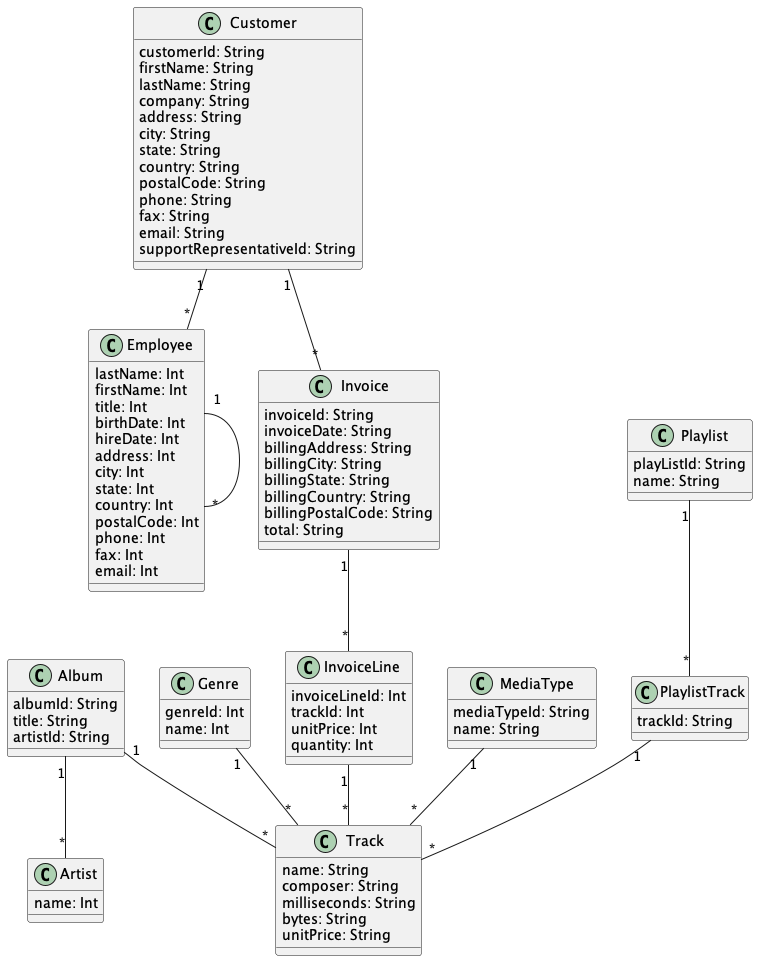 C Customer
customerId: String
firstName: String
lastName: String
company: String
address: String
city: String
state: String
country: String
postalCode: String
phone: String
fax: String
email: String
supportRepresentativeId: String
1
*
1
*
C Employee
lastName: Int
firstName: Int
title: Int
birthDate: Int
hireDate: Int
address: Int
city: Int
state: Int
country: Int
postalCode: Int
phone: Int
fax: Int
email: Int
1
*
C Invoice
invoiceId: String
invoiceDate: String
billingAddress: String
billingCity: String
billingState: String
billingCountry: String
billingPostalCode: String
total: String
1
*
C Playlist
playListId: String
name: String
1
*
C Album
albumId: String
title: String
artistId: String
1
*
1
*
C Genre
genreId: Int
name: Int
1
*
C InvoiceLine
invoiceLineId: Int
trackId: Int
unitPrice: Int
quantity: Int
1
*
C MediaType
mediaTypeId: String
name: String
1
*
C PlaylistTrack
trackId: String
1
*
C Artist
name: Int
C Track
name: String
composer: String
milliseconds: String
bytes: String
unitPrice: String